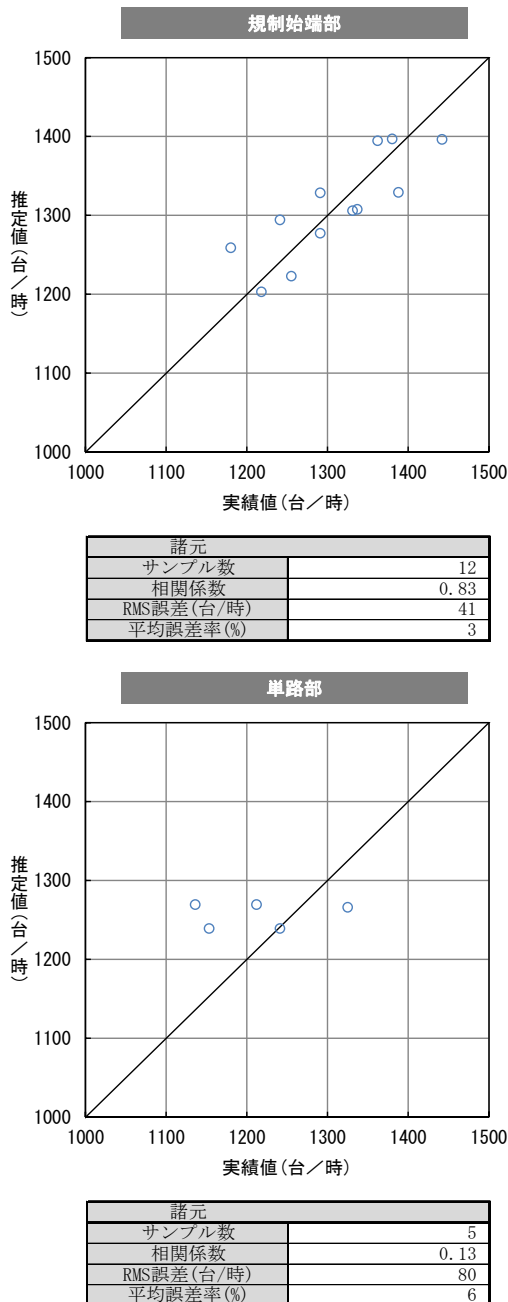 規制始端部
1500
1400
1300
1200
1100
1000
推定値(台／時)
1000 1100 1200 1300 1400 1500
実績値(台／時)
諸元
サンプル数 12
相関係数 0.83
RMS誤差(台/時) 41
平均誤差率(%) 3
単路部
1500
1400
1300
1200
1100
1000
推定値(台／時)
1000 1100 1200 1300 1400 1500
実績値(台／時)
諸元
サンプル数 5
相関係数 0.13
RMS誤差(台/時) 80
平均誤差率(%) 6